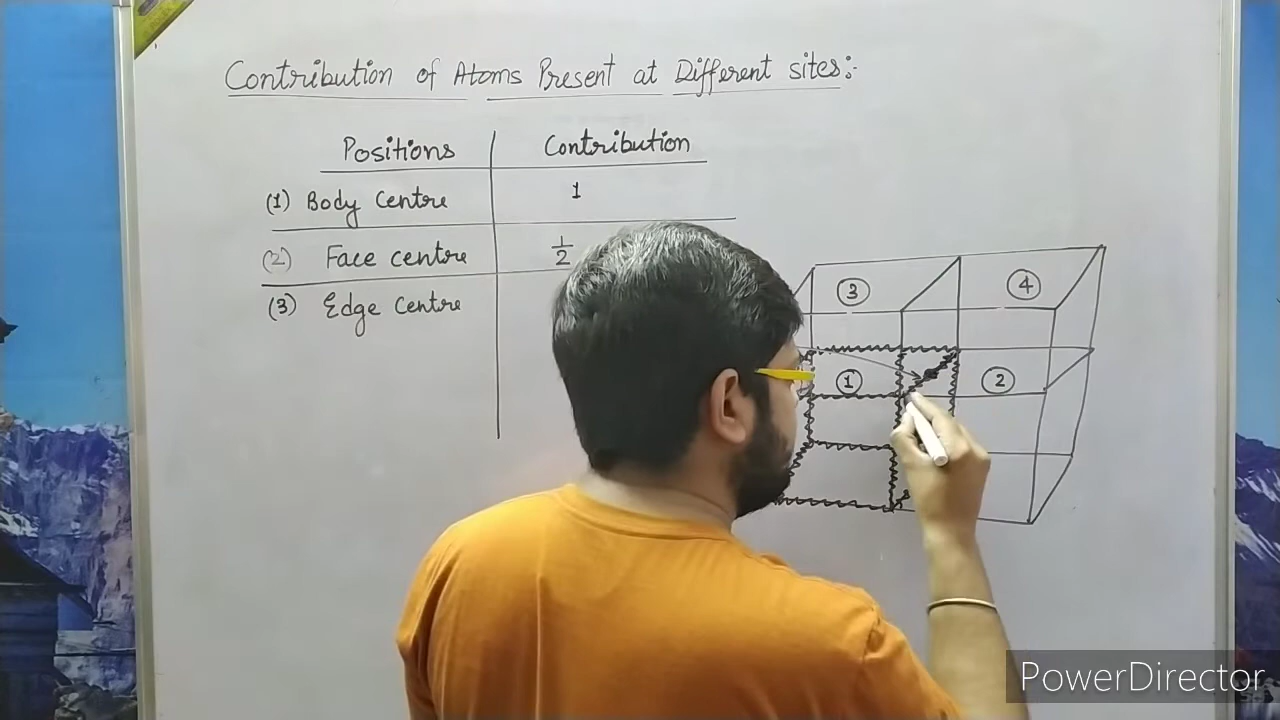 Contribution of Atoms Present at Different sites:-
Positions Contribution
(1) Body Centre 1
(2) Face centre 1/2
(3) Edge Centre
③ ④
① ②
PowerDirector